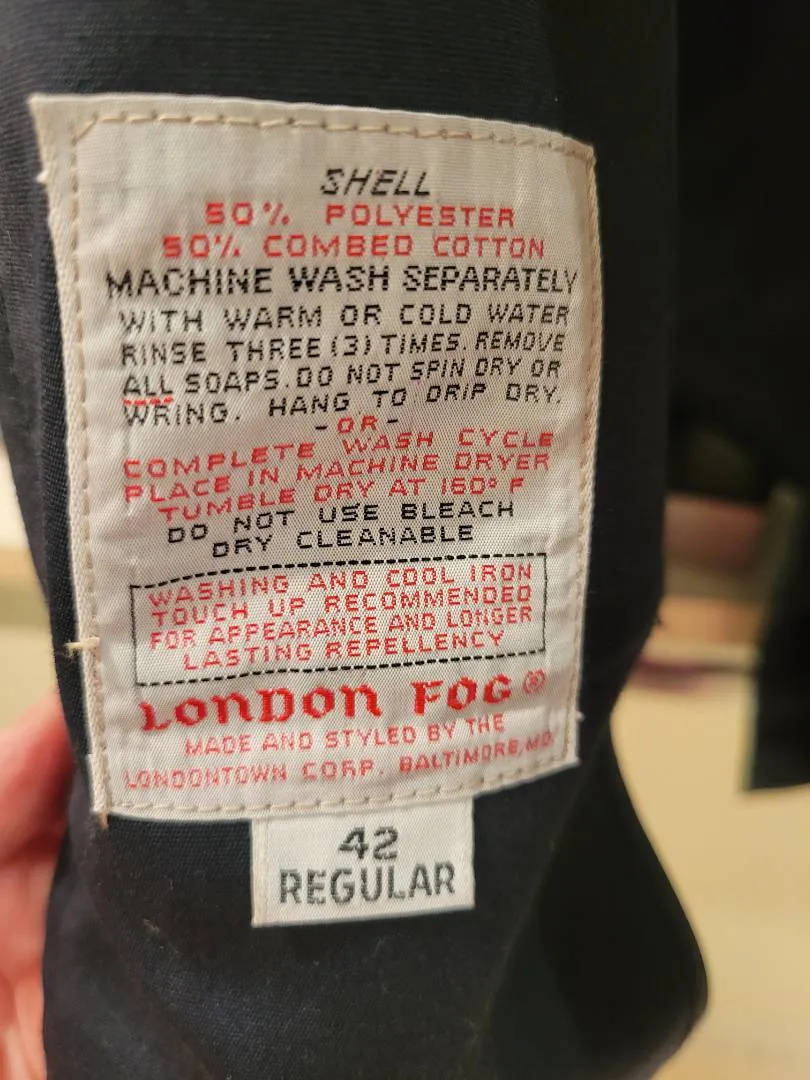 SHELL
50% POLYESTER
50% COMBED COTTON
MACHINE WASH SEPARATELY
WITH WARM OR COLD WATER
RINSE THREE (3) TIMES. REMOVE
ALL SOAPS. DO NOT SPIN DRY OR
WRING. HANG TO DRIP DRY.
-OR-
COMPLETE WASH CYCLE
PLACE IN MACHINE DRYER
TUMBLE DRY AT 160° F
DO NOT USE BLEACH
DRY CLEANABLE
WASHING AND COOL IRON
TOUCH UP RECOMMENDED
FOR APPEARANCE AND LONGER
LASTING REPELLENCY
LONDON FOG®
MADE AND STYLED BY THE
LONDONTOWN CORP. BALTIMORE, MD.
42
REGULAR